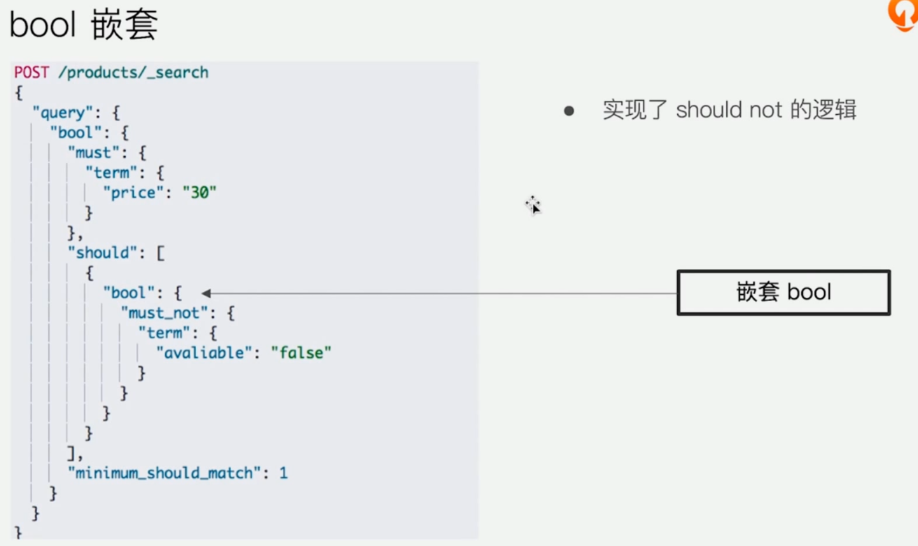 bool 嵌套
POST /products/_search
{
"query": {
"bool": {
"must": {
"term": {
"price": "30"
}
},
"should": [
{
"bool": {
"must_not": {
"term": {
"avaliable": "false"
}
}
}
}
],
"minimum_should_match": 1
}
}
}
● 实现了 should not 的逻辑
嵌套 bool